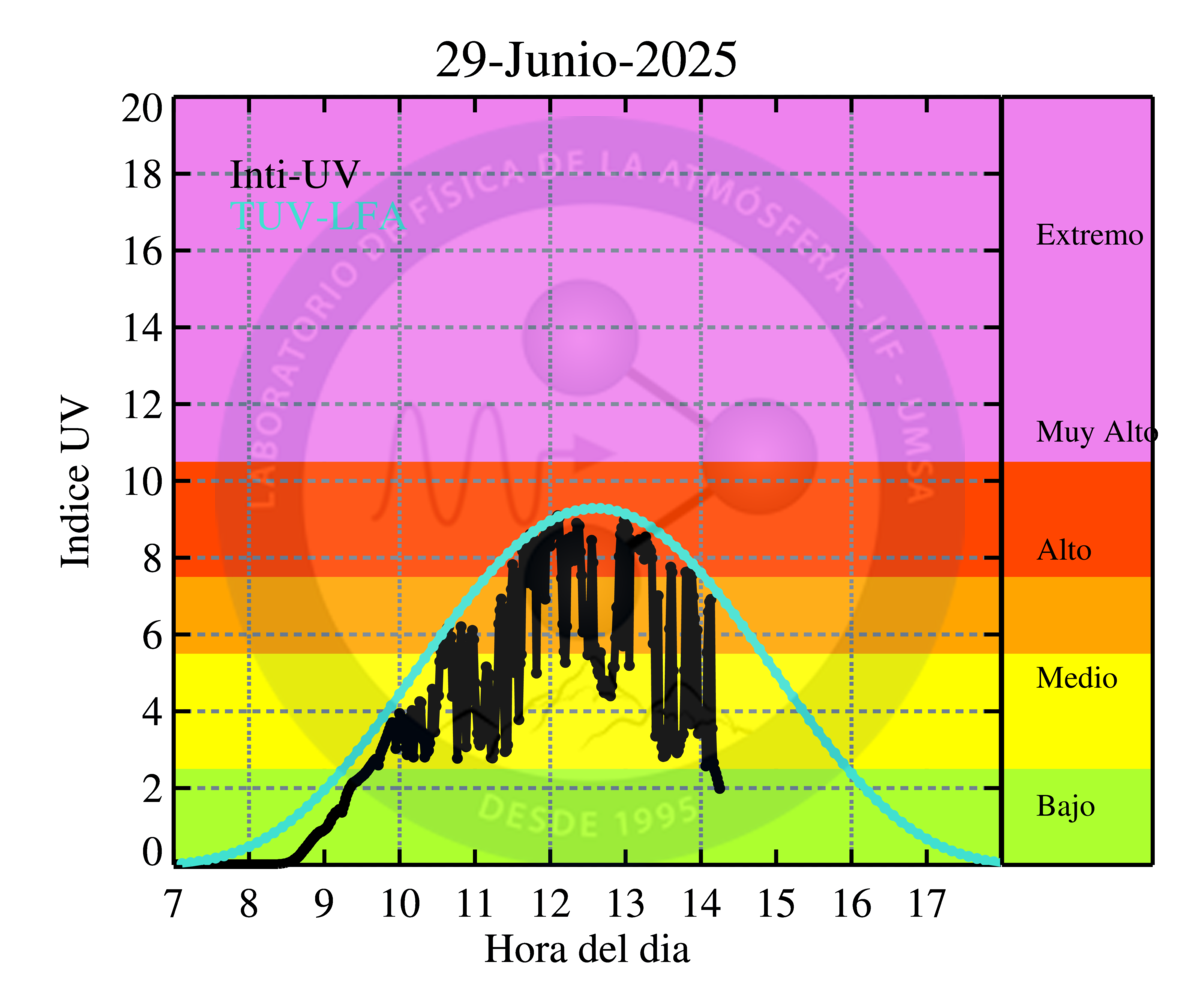 29-Junio-2025
Inti-UV
TUV-LFA
LABORATORIO DE FÍSICA DE LA ATMÓSFERA - IIF - UMSA
DESDE 1995
20
18
16
14
12
10
8
6
4
2
0
Indice UV
Extremo
Muy Alto
Alto
Medio
Bajo
7 8 9 10 11 12 13 14 15 16 17
Hora del dia